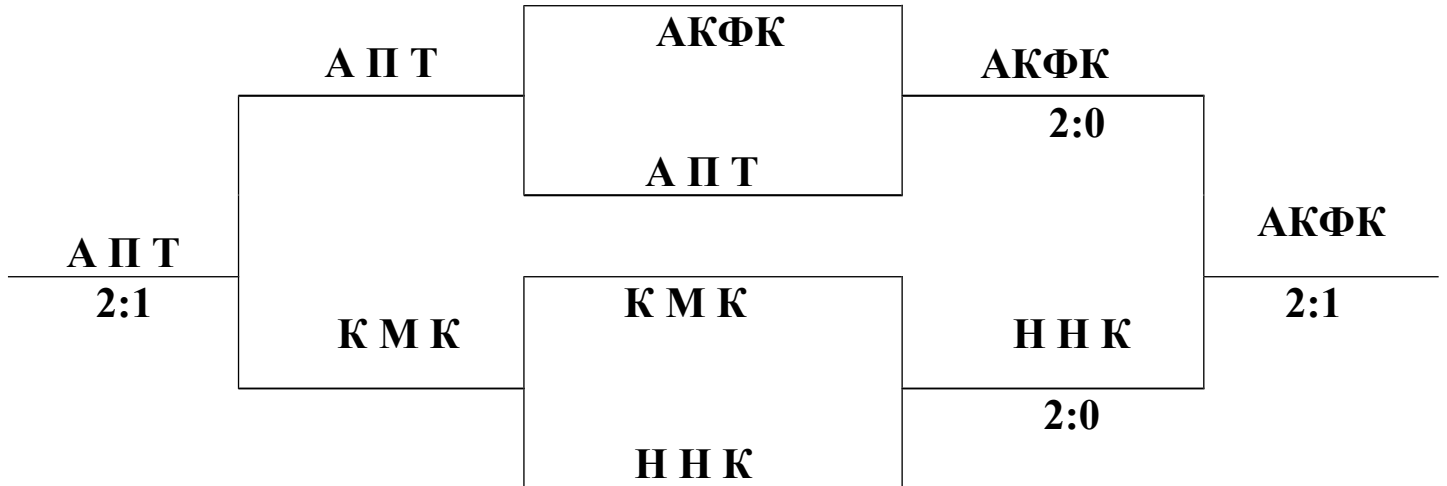 АКФК
А П Т
АКФК
2:0
А П Т
АКФК
А П Т
2:1
К М К
К М К
Н Н К
2:1
2:0
Н Н К